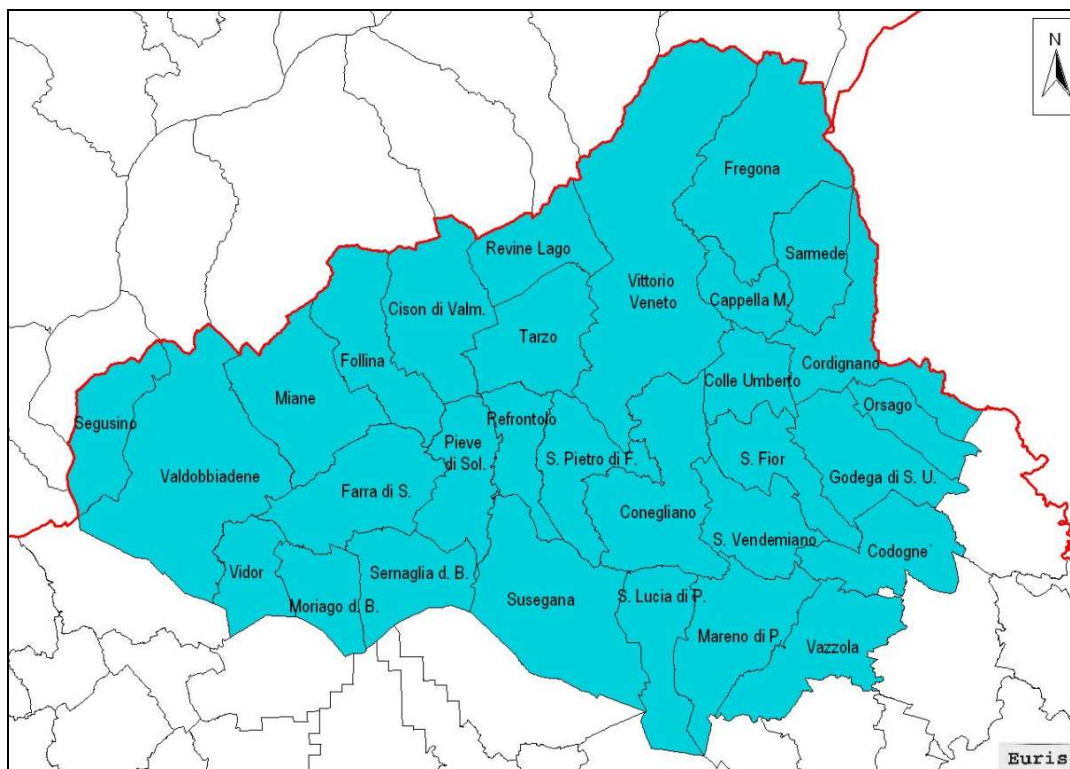 N
Fregona
Revine Lago
Sarmede
Vittorio
Veneto
Cison di Valm.
Cappella M.
Tarzo
Follina
Cordignano
Colle Umberto
Miane
Orsago
Segusino
Refrontolo
Pieve
di Sol.
S. Pietro di F.
S. Fior
Valdobbiadene
Godega di S. U.
Farra di S.
Conegliano
S. Vendemiano
Codogne'
Vidor
Sernaglia d. B.
Moriago d. B.
Susegana
S. Lucia di P.
Mareno di P.
Vazzola
Euris